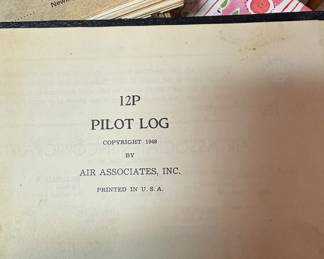 12P
PILOT LOG
COPYRIGHT 1948
BY
AIR ASSOCIATES, INC.
PRINTED IN U. S. A.